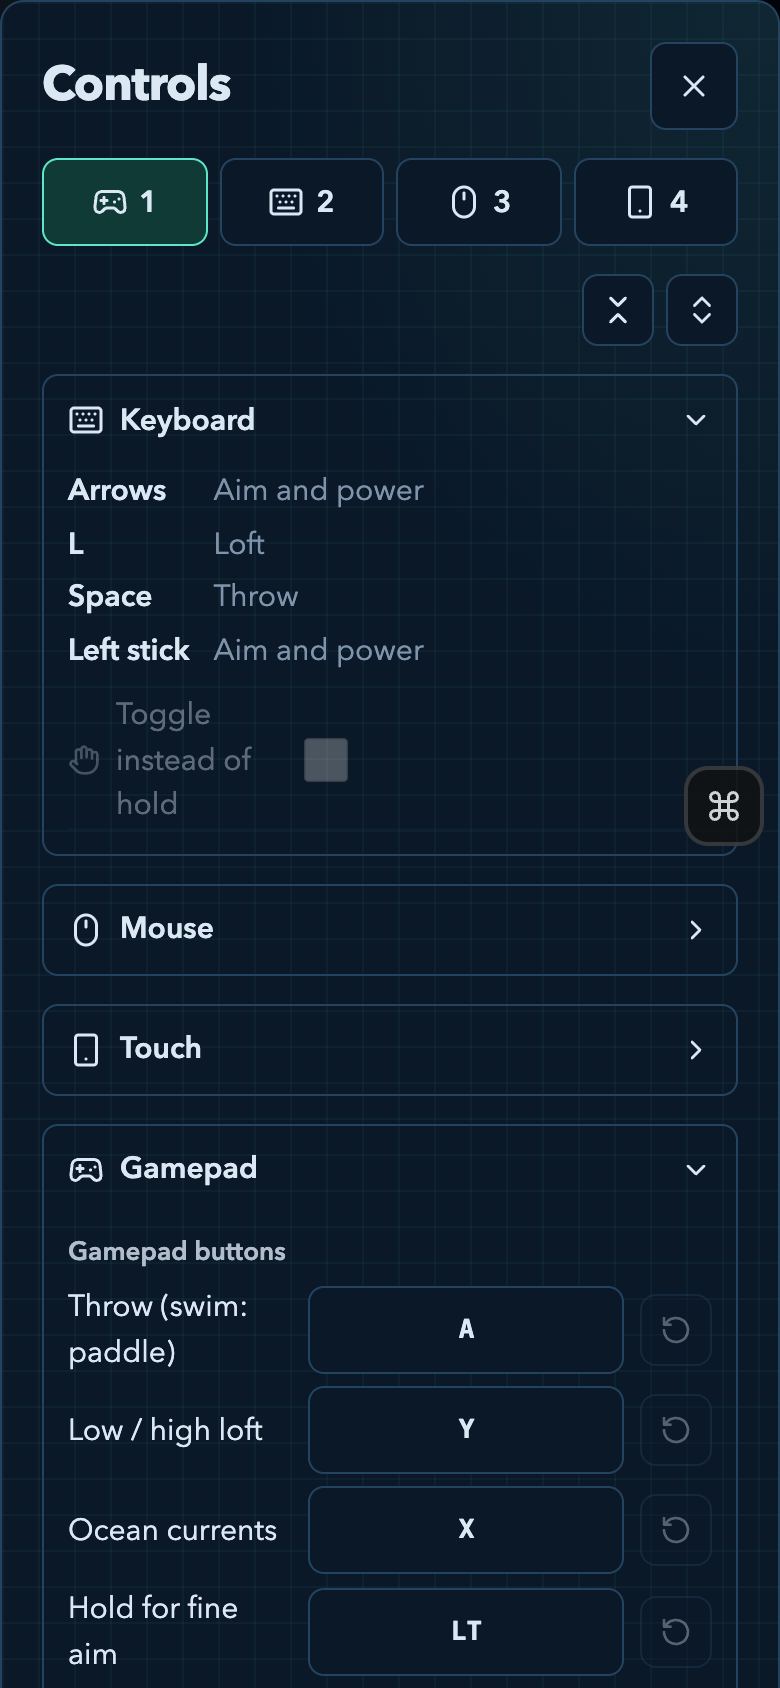 Controls
1
2
3
4
Keyboard
Arrows Aim and power
L Loft
Space Throw
Left stick Aim and power
Toggle
instead of
hold
Mouse
Touch
Gamepad
Gamepad buttons
Throw (swim:
paddle)
A
Low / high loft
Y
Ocean currents
X
Hold for fine
aim
LT